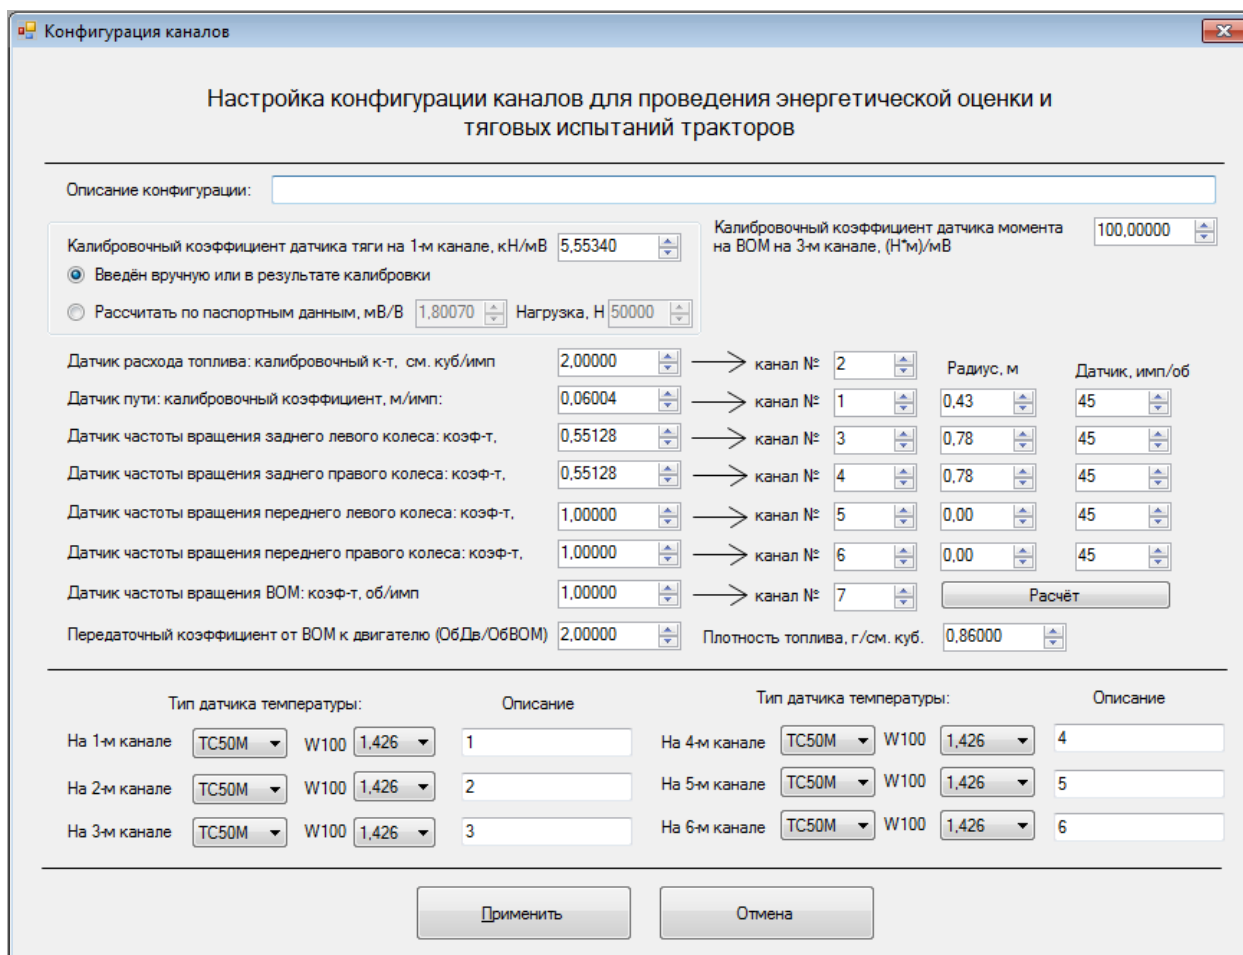 Конфигурация каналов
Настройка конфигурации каналов для проведения энергетической оценки и
тяговых испытаний тракторов
Описание конфигурации:
Калибровочный коэффициент датчика тяги на 1-м канале, кН/мВ 5,55340
Введён вручную или в результате калибровки
Рассчитать по паспортным данным, мВ/В 1,80070 Нагрузка, Н 50000
Калибровочный коэффициент датчика момента
на ВОМ на 3-м канале, (Н*м)/мВ 100,00000
Радиус, м Датчик, имп/об
Датчик расхода топлива: калибровочный к-т, см. куб/имп 2,00000 канал № 2
Датчик пути: калибровочный коэффициент, м/имп: 0,06004 канал № 1 0,43 45
Датчик частоты вращения заднего левого колеса: коэф-т, 0,55128 канал № 3 0,78 45
Датчик частоты вращения заднего правого колеса: коэф-т, 0,55128 канал № 4 0,78 45
Датчик частоты вращения переднего левого колеса: коэф-т, 1,00000 канал № 5 0,00 45
Датчик частоты вращения переднего правого колеса: коэф-т, 1,00000 канал № 6 0,00 45
Датчик частоты вращения ВОМ: коэф-т, об/имп 1,00000 канал № 7 Расчёт
Передаточный коэффициент от ВОМ к двигателю (ОбДв/ОбВОМ) 2,00000 Плотность топлива, г/см. куб. 0,86000
Тип датчика температуры: Описание Тип датчика температуры: Описание
На 1-м канале ТС50М W100 1,426 1 На 4-м канале ТС50М W100 1,426 4
На 2-м канале ТС50М W100 1,426 2 На 5-м канале ТС50М W100 1,426 5
На 3-м канале ТС50М W100 1,426 3 На 6-м канале ТС50М W100 1,426 6
Применить Отмена